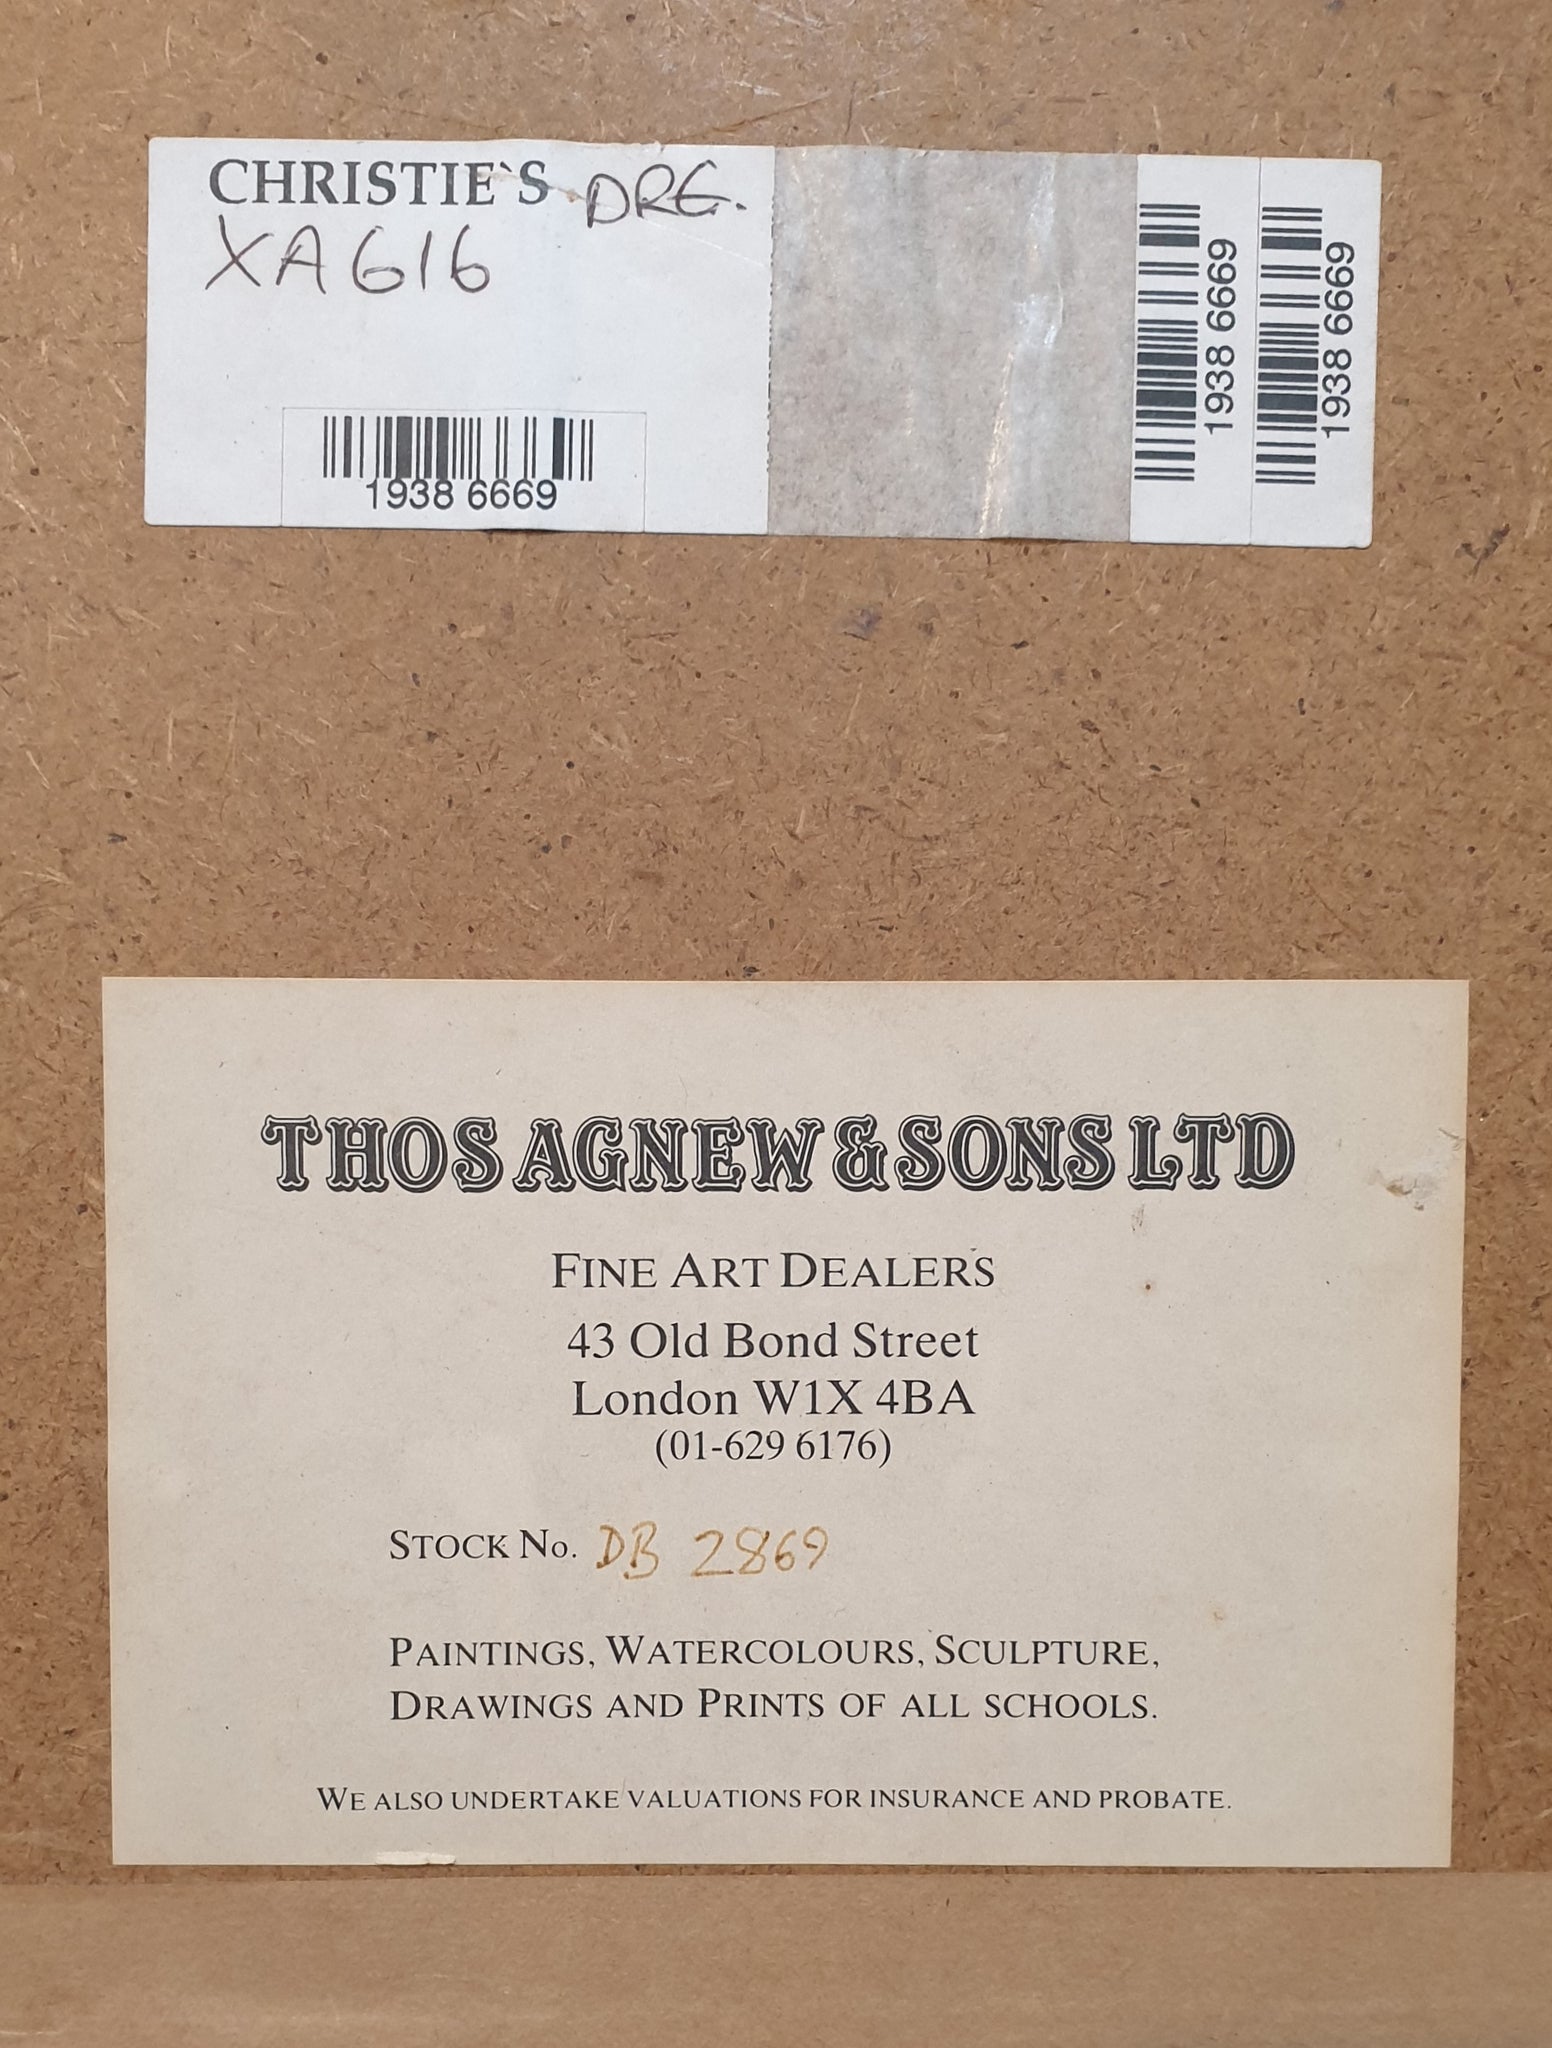 CHRISTIE`S DRG.
XAG16
1938 6669
1938 6669
1938 6669
THOS AGNEW & SONS LTD
FINE ART DEALERS
43 Old Bond Street
London W1X 4BA
(01-629 6176)
STOCK No. DB 2869
PAINTINGS, WATERCOLOURS, SCULPTURE,
DRAWINGS AND PRINTS OF ALL SCHOOLS.
WE ALSO UNDERTAKE VALUATIONS FOR INSURANCE AND PROBATE.